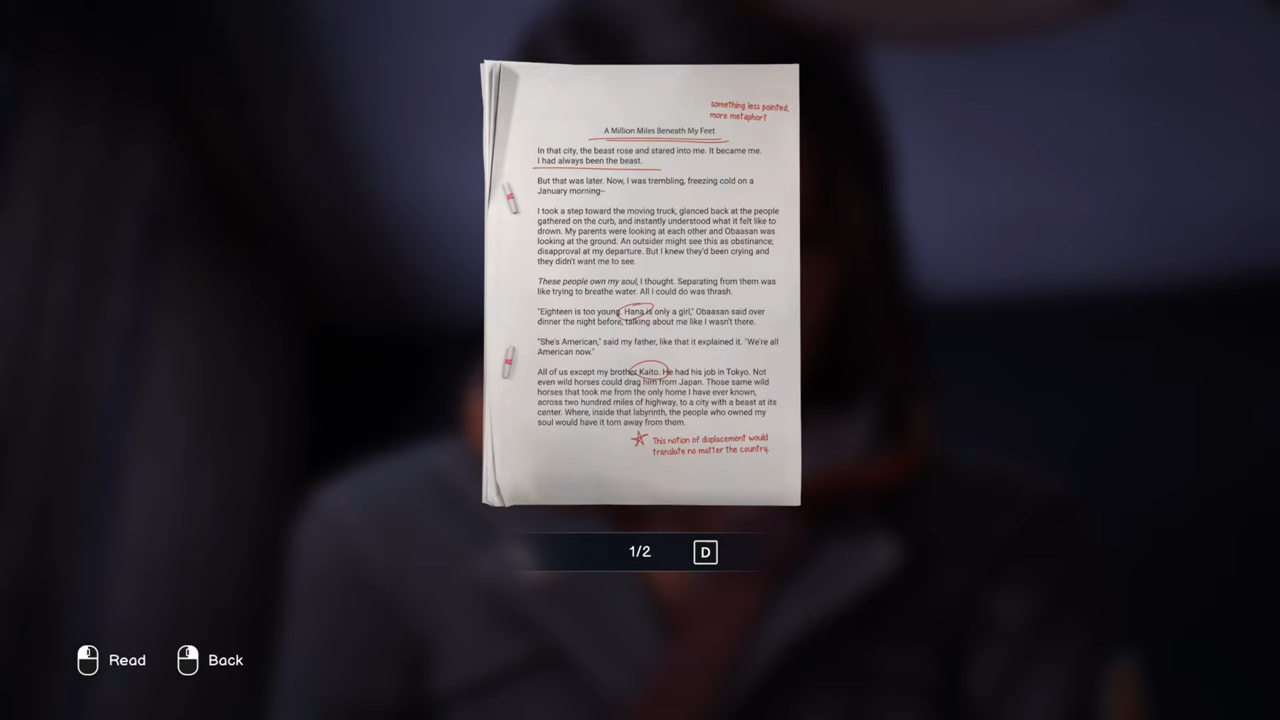 something less pointed,
more metaphor?
A Million Miles Beneath My Feet
In that city, the beast rose and stared into me. It became me.
I had always been the beast.
But that was later. Now, I was trembling, freezing cold on a
January morning–
I took a step toward the moving truck, glanced back at the people
gathered on the curb, and instantly understood what it felt like to
drown. My parents were looking at each other and Obaasan was
looking at the ground. An outsider might see this as obstinance;
disapproval at my departure. But I knew they'd been crying and
they didn't want me to see.
These people own my soul, I thought. Separating from them was
like trying to breathe water. All I could do was thrash.
"Eighteen is too young. Hana is only a girl," Obaasan said over
dinner the night before, talking about me like I wasn't there.
"She's American," said my father, like that it explained it. "We're all
American now."
All of us except my brother Kaito. He had his job in Tokyo. Not
even wild horses could drag him from Japan. Those same wild
horses that took me from the only home I have ever known,
across two hundred miles of highway, to a city with a beast at its
center. Where, inside that labyrinth, the people who owned my
soul would have it torn away from them.
This notion of displacement would
translate no matter the country.
1/2 D
Read Back